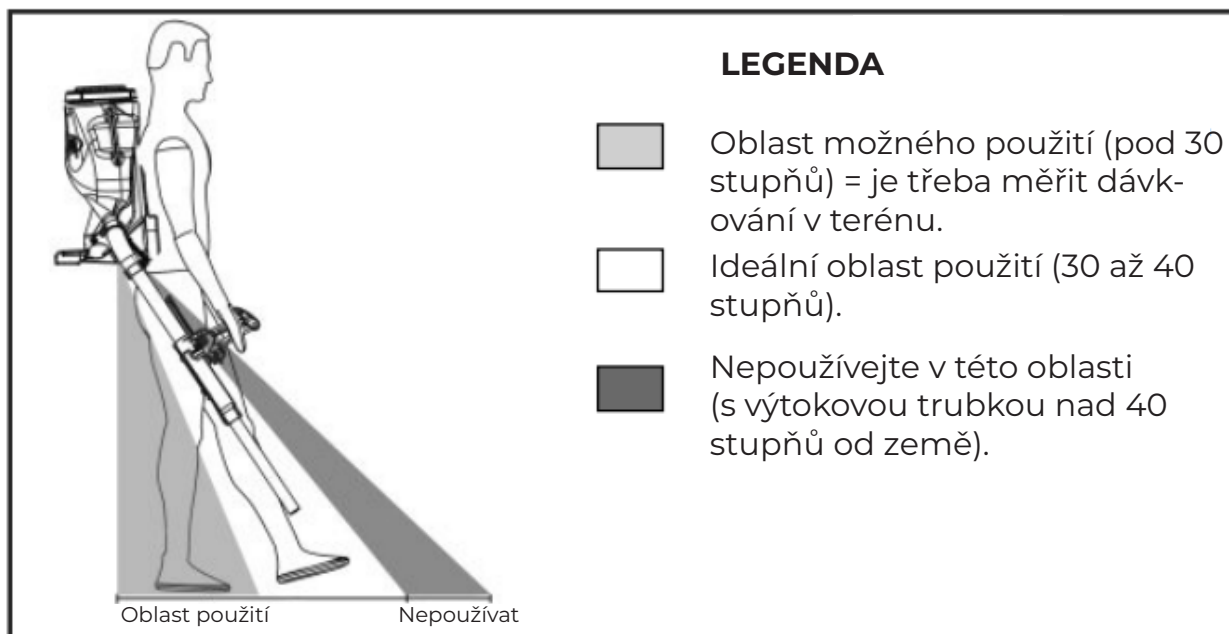 LEGENDA
Oblast možného použití (pod 30
stupňů) = je třeba měřit dávk-
ování v terénu.
Ideální oblast použití (30 až 40
stupňů).
Nepoužívejte v této oblasti
(s výtokovou trubkou nad 40
stupňů od země).
Oblast použití
Nepoužívat